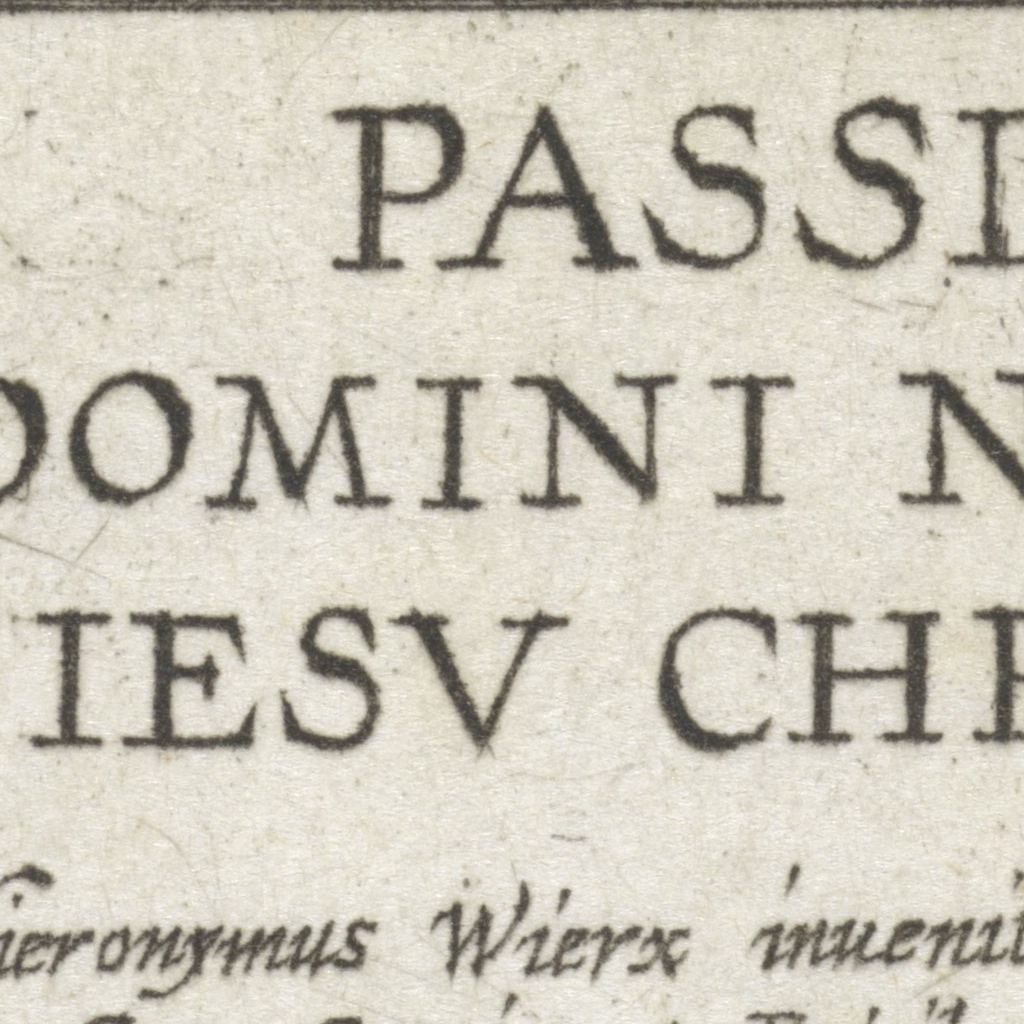 PASSI
DOMINI N
IESV CHR
Hieronymus Wierx inuenit